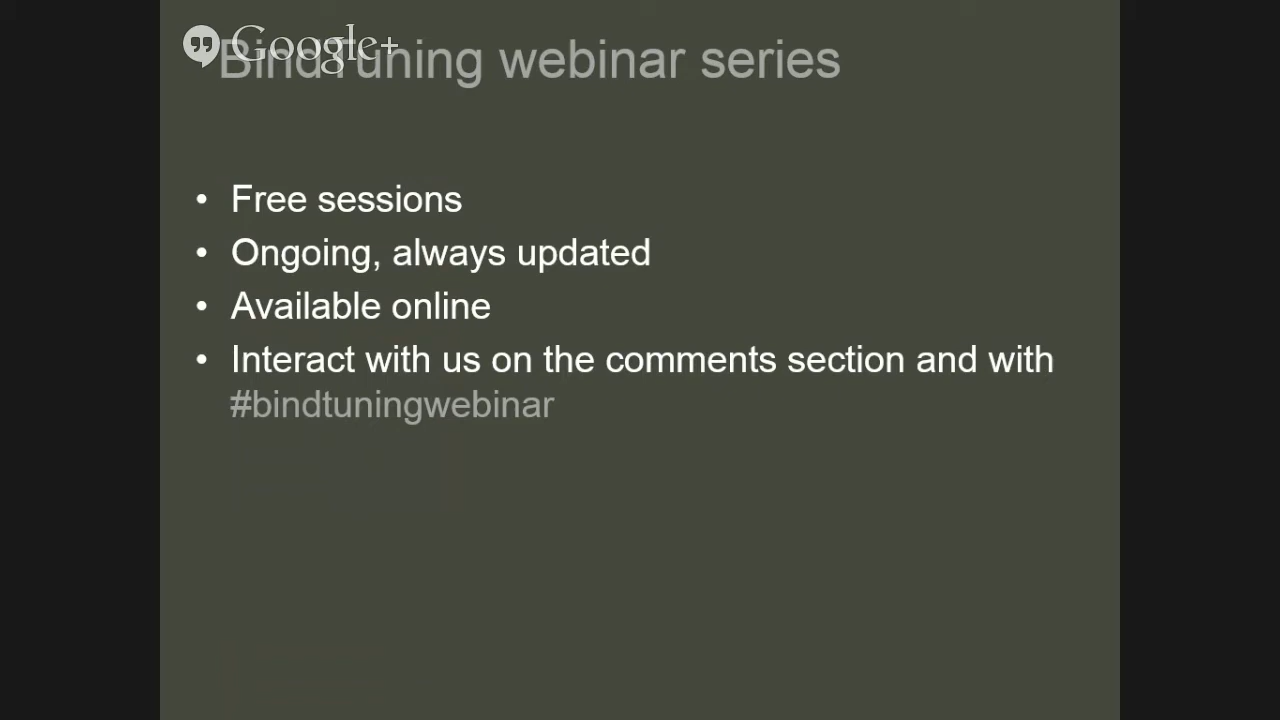 Google+
BindTuning webinar series
• Free sessions
• Ongoing, always updated
• Available online
• Interact with us on the comments section and with
#bindtuningwebinar